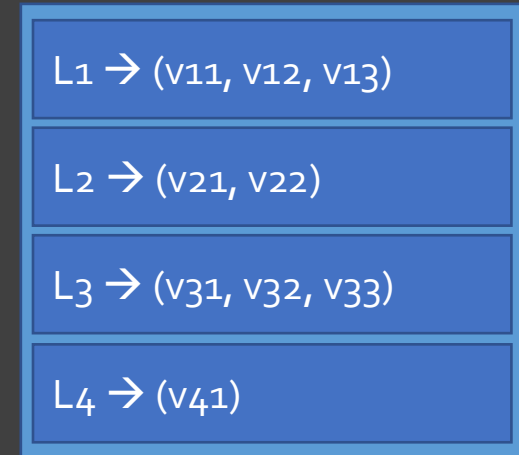 L1 → (v11, v12, v13)
L2 → (v21, v22)
L3 → (v31, v32, v33)
L4 → (v41)